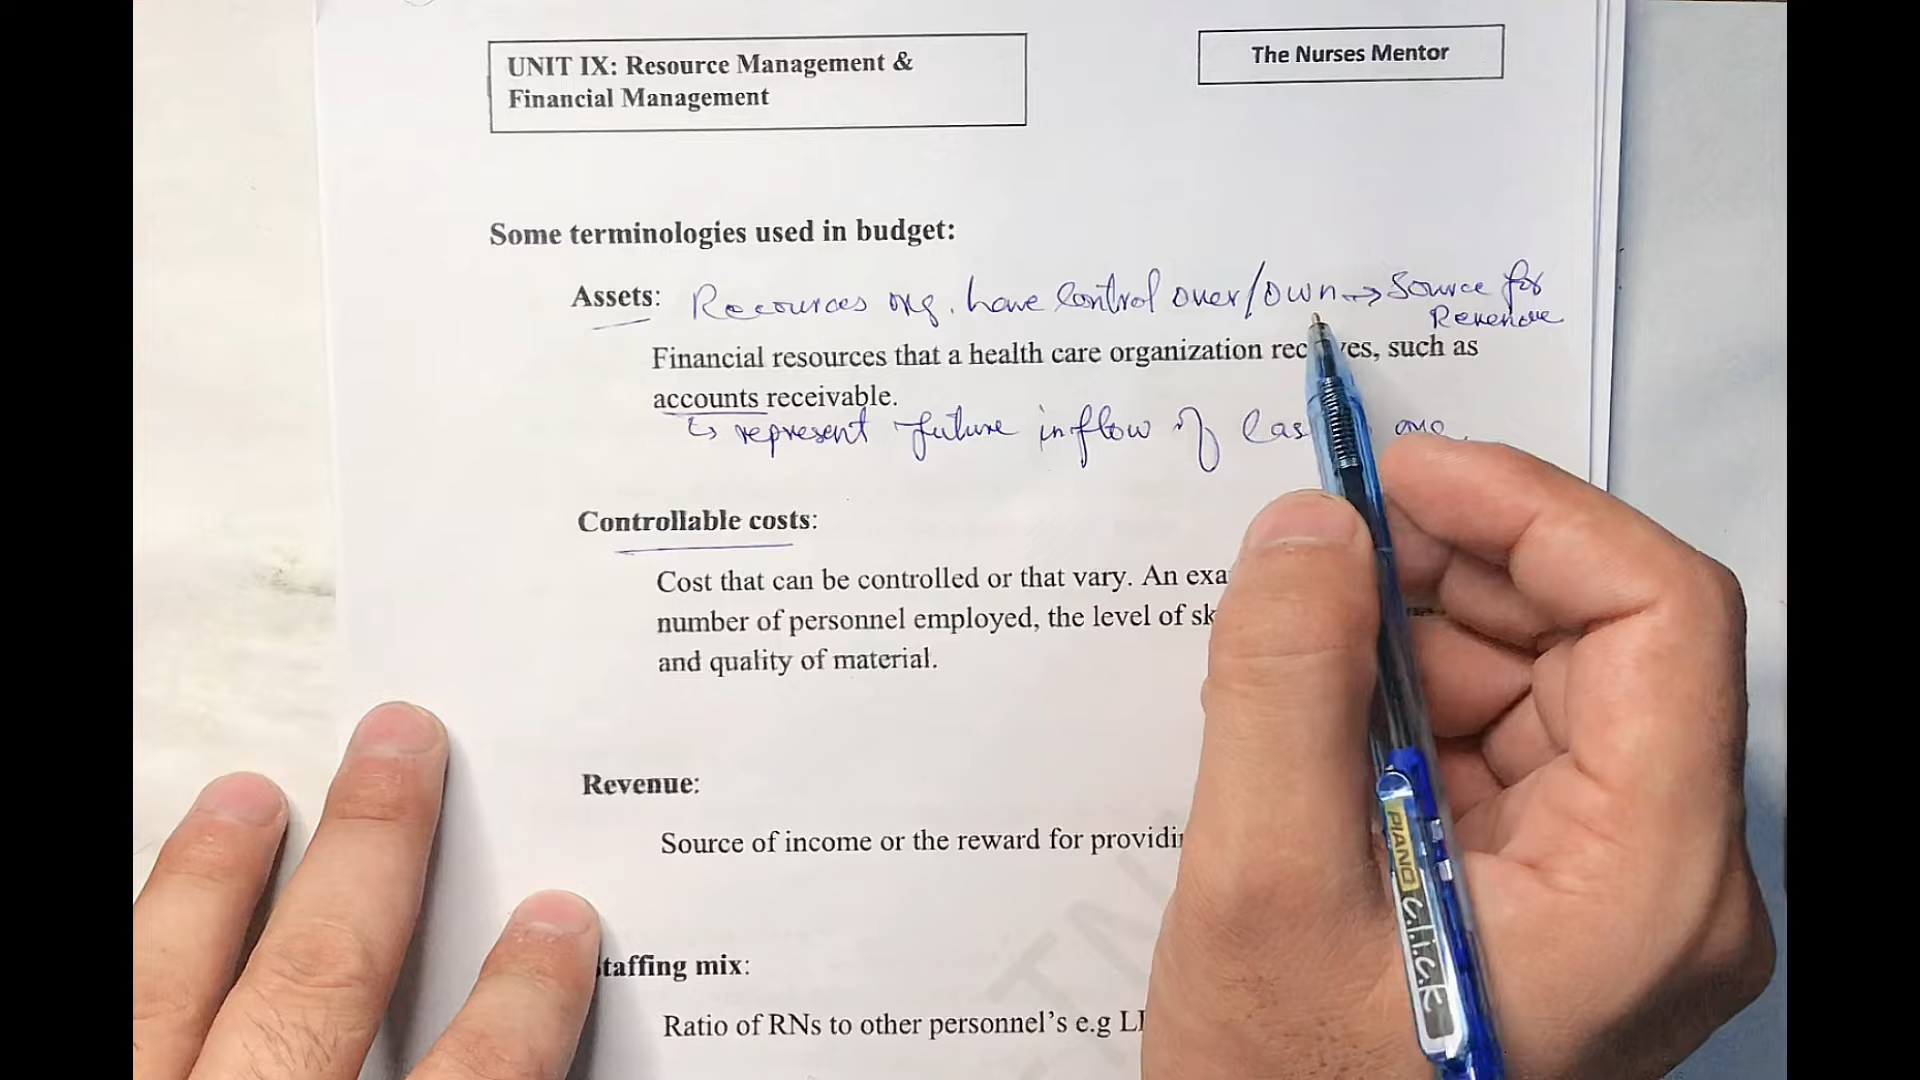 UNIT IX: Resource Management &
Financial Management
The Nurses Mentor
Some terminologies used in budget:
Assets: Recources org. have control over/own → Source for
Revenue
Financial resources that a health care organization rec ves, such as
accounts receivable.
↳ represent future inflow of
Controllable costs:
Cost that can be controlled or that vary. An exa
number of personnel employed, the level of sk
and quality of material.
Revenue:
Source of income or the reward for providin
taffing mix:
Ratio of RNs to other personnel's e.g
PIANO
c.l.i.c.k